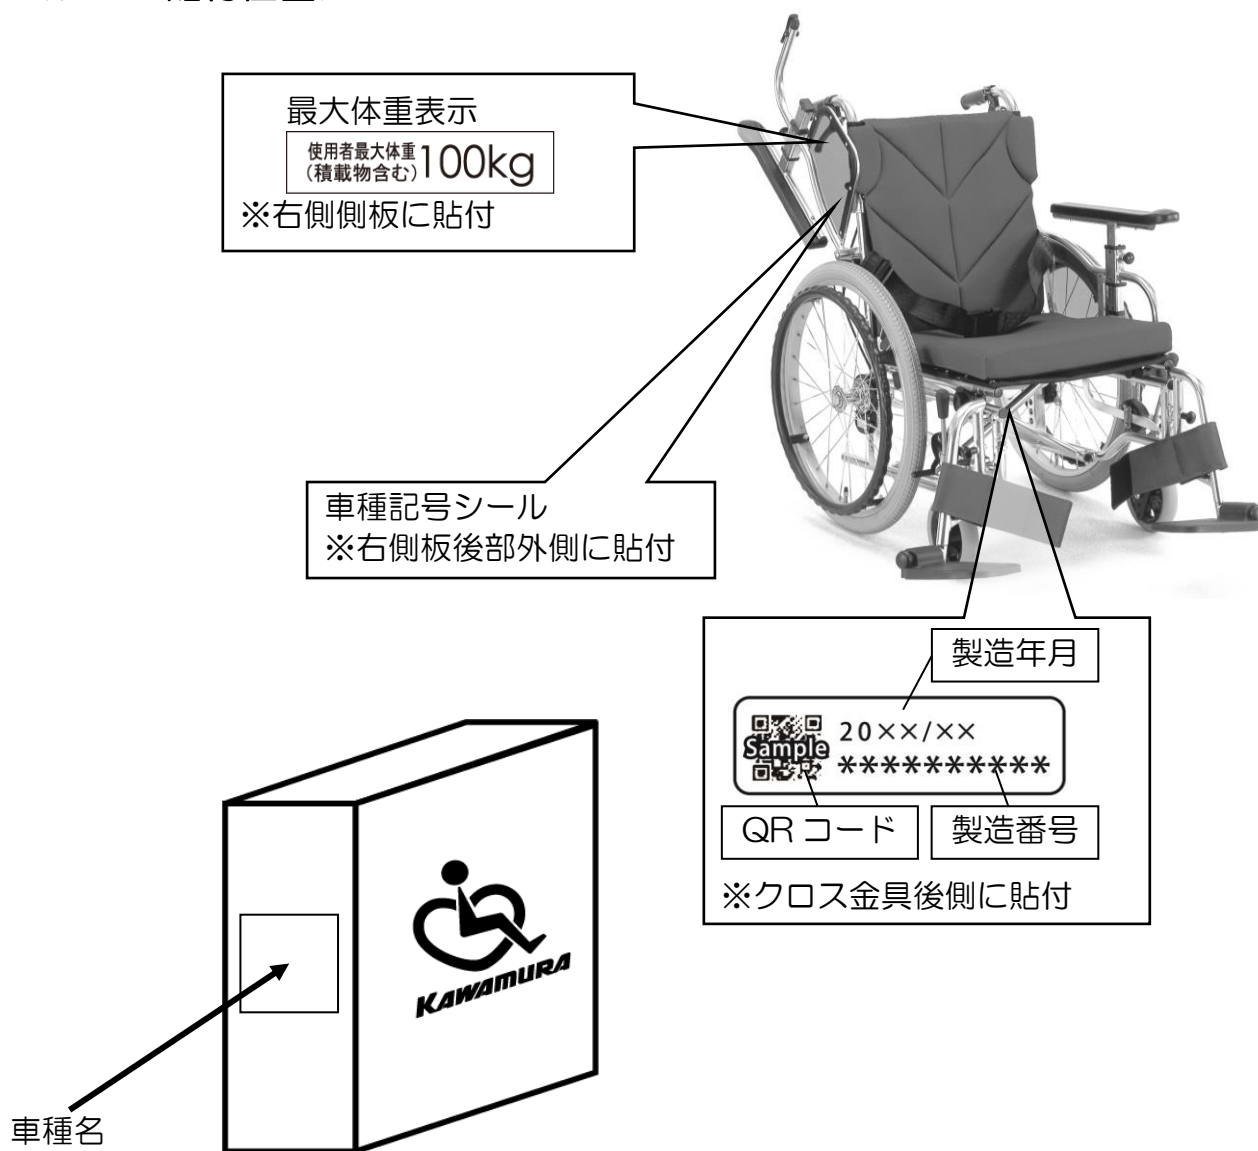 最大体重表示
使用者最大体重
(積載物含む)100kg
※右側側板に貼付
車種記号シール
※右側板後部外側に貼付
製造年月
20××/××
Sample
**********
QRコード
製造番号
※クロス金具後側に貼付
KAWAMURA
車種名